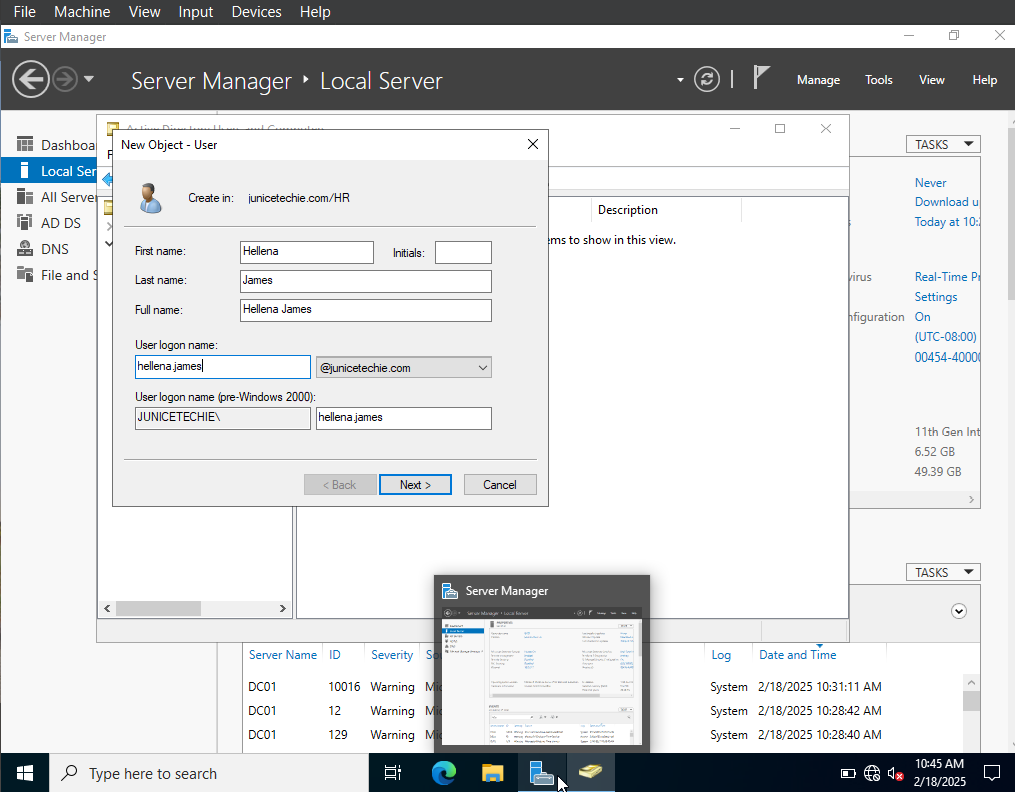 File Machine View Input Devices Help
Server Manager
Server Manager • Local Server
Manage Tools View Help
Dashboa
Local Ser
All Serve
AD DS
DNS
File and S
New Object - User
Create in: junicetechie.com/HR
First name: Hellena Initials:
Last name: James
Full name: Hellena James
User logon name:
hellena.james @junicetechie.com
User logon name (pre-Windows 2000):
JUNICETECHIE\ hellena.james
< Back Next > Cancel
Description
ems to show in this view.
TASKS
Never
Download u
Today at 10:
virus Real-Time Pr
Settings
nfiguration On
(UTC-08:00)
00454-40000
11th Gen Int
6.52 GB
49.39 GB
TASKS
Server Manager
Server Name ID Severity So Log Date and Time
DC01 10016 Warning Mic System 2/18/2025 10:31:11 AM
DC01 12 Warning Mic System 2/18/2025 10:28:42 AM
DC01 129 Warning Mic System 2/18/2025 10:28:40 AM
Type here to search
10:45 AM
2/18/2025